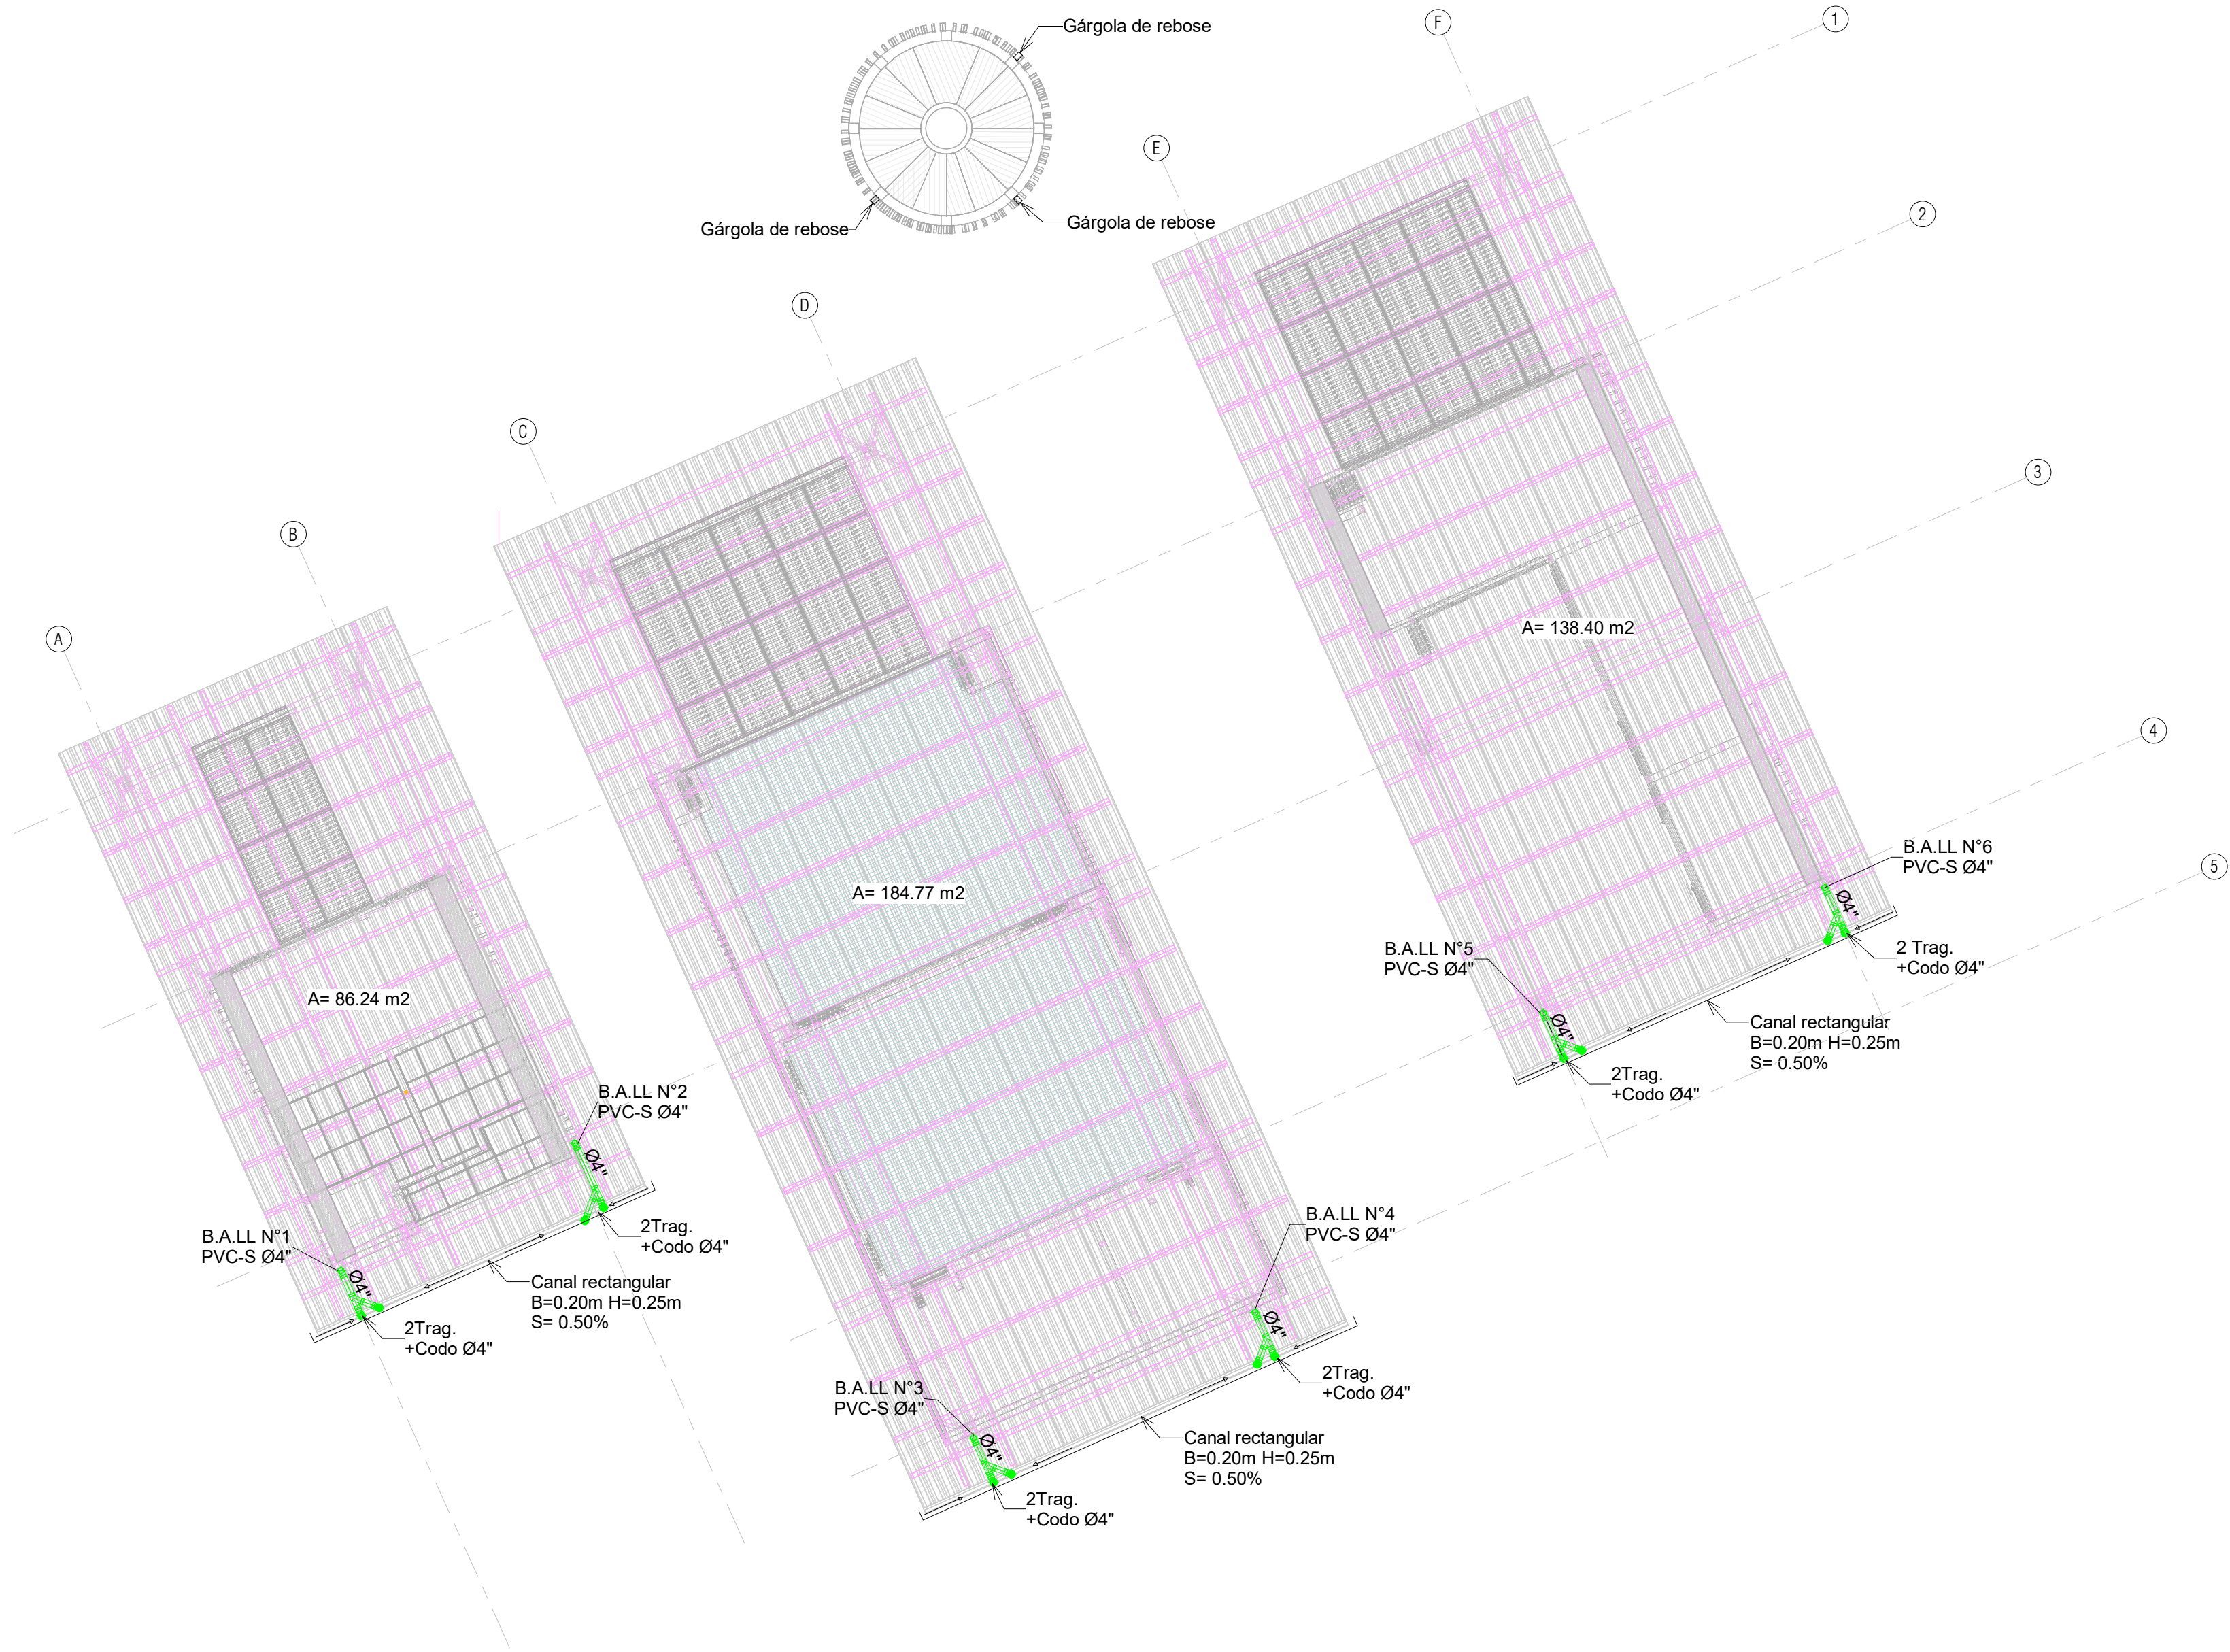 Gárgola de rebose
F
1
E
2
Gárgola de rebose
Gárgola de rebose
D
C
3
B
A= 138.40 m2
A
4
B.A.LL N°6
PVC-S Ø4"
5
A= 184.77 m2
Ø4"
B.A.LL N°5
PVC-S Ø4"
2 Trag.
+Codo Ø4"
A= 86.24 m2
Ø4"
Canal rectangular
B=0.20m H=0.25m
S= 0.50%
2Trag.
+Codo Ø4"
B.A.LL N°2
PVC-S Ø4"
Ø4"
B.A.LL N°1
PVC-S Ø4"
2Trag.
+Codo Ø4"
B.A.LL N°4
PVC-S Ø4"
Ø4"
Canal rectangular
B=0.20m H=0.25m
S= 0.50%
2Trag.
+Codo Ø4"
Ø4"
B.A.LL N°3
PVC-S Ø4"
2Trag.
+Codo Ø4"
Ø4"
Canal rectangular
B=0.20m H=0.25m
S= 0.50%
2Trag.
+Codo Ø4"